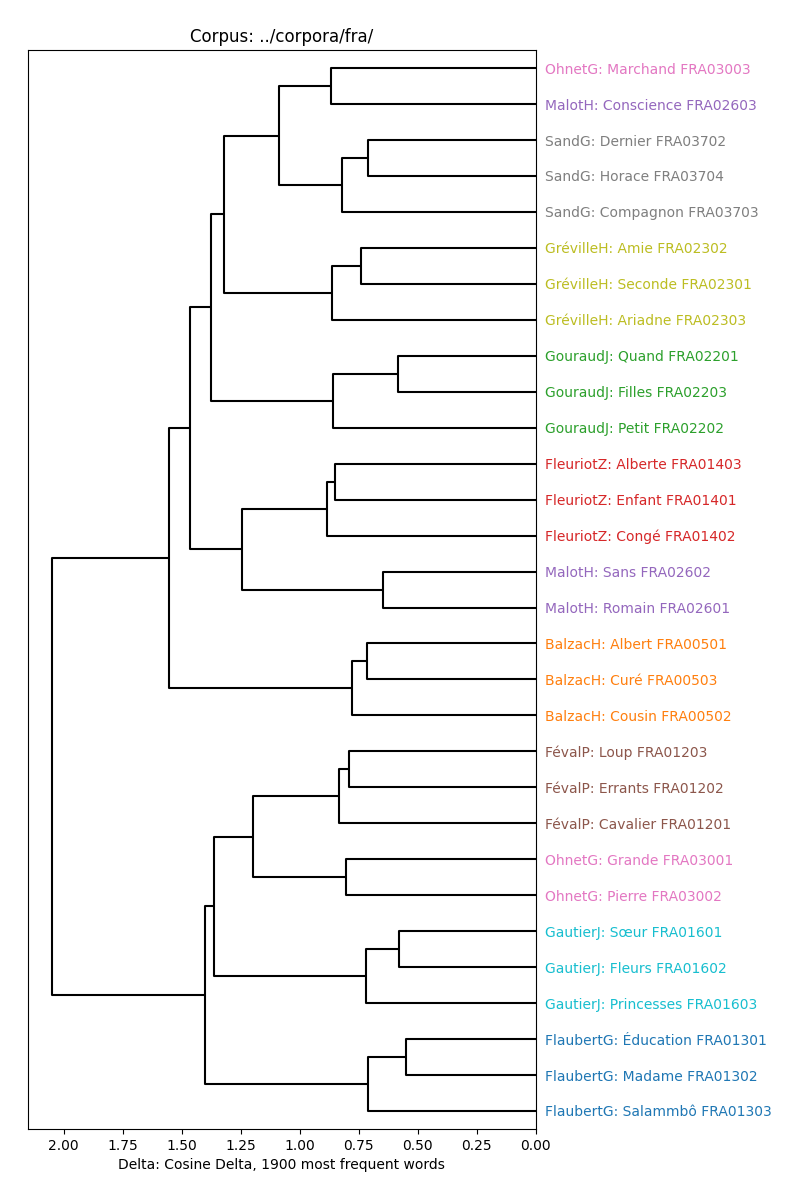 Corpus: ../corpora/fra/
OhnetG: Marchand FRA03003
MalotH: Conscience FRA02603
SandG: Dernier FRA03702
SandG: Horace FRA03704
SandG: Compagnon FRA03703
GrévilleH: Amie FRA02302
GrévilleH: Seconde FRA02301
GrévilleH: Ariadne FRA02303
GouraudJ: Quand FRA02201
GouraudJ: Filles FRA02203
GouraudJ: Petit FRA02202
FleuriotZ: Alberte FRA01403
FleuriotZ: Enfant FRA01401
FleuriotZ: Congé FRA01402
MalotH: Sans FRA02602
MalotH: Romain FRA02601
BalzacH: Albert FRA00501
BalzacH: Curé FRA00503
BalzacH: Cousin FRA00502
FévalP: Loup FRA01203
FévalP: Errants FRA01202
FévalP: Cavalier FRA01201
OhnetG: Grande FRA03001
OhnetG: Pierre FRA03002
GautierJ: Sœur FRA01601
GautierJ: Fleurs FRA01602
GautierJ: Princesses FRA01603
FlaubertG: Éducation FRA01301
FlaubertG: Madame FRA01302
FlaubertG: Salammbô FRA01303
2.00 1.75 1.50 1.25 1.00 0.75 0.50 0.25 0.00
Delta: Cosine Delta, 1900 most frequent words